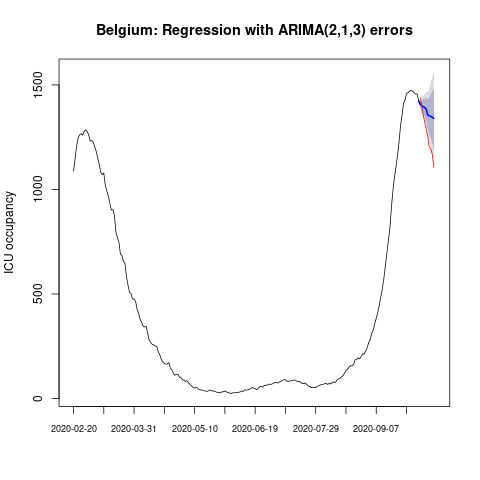 Belgium: Regression with ARIMA(2,1,3) errors
ICU occupancy
1500
1000
500
0
2020-02-20 2020-03-31 2020-05-10 2020-06-19 2020-07-29 2020-09-07